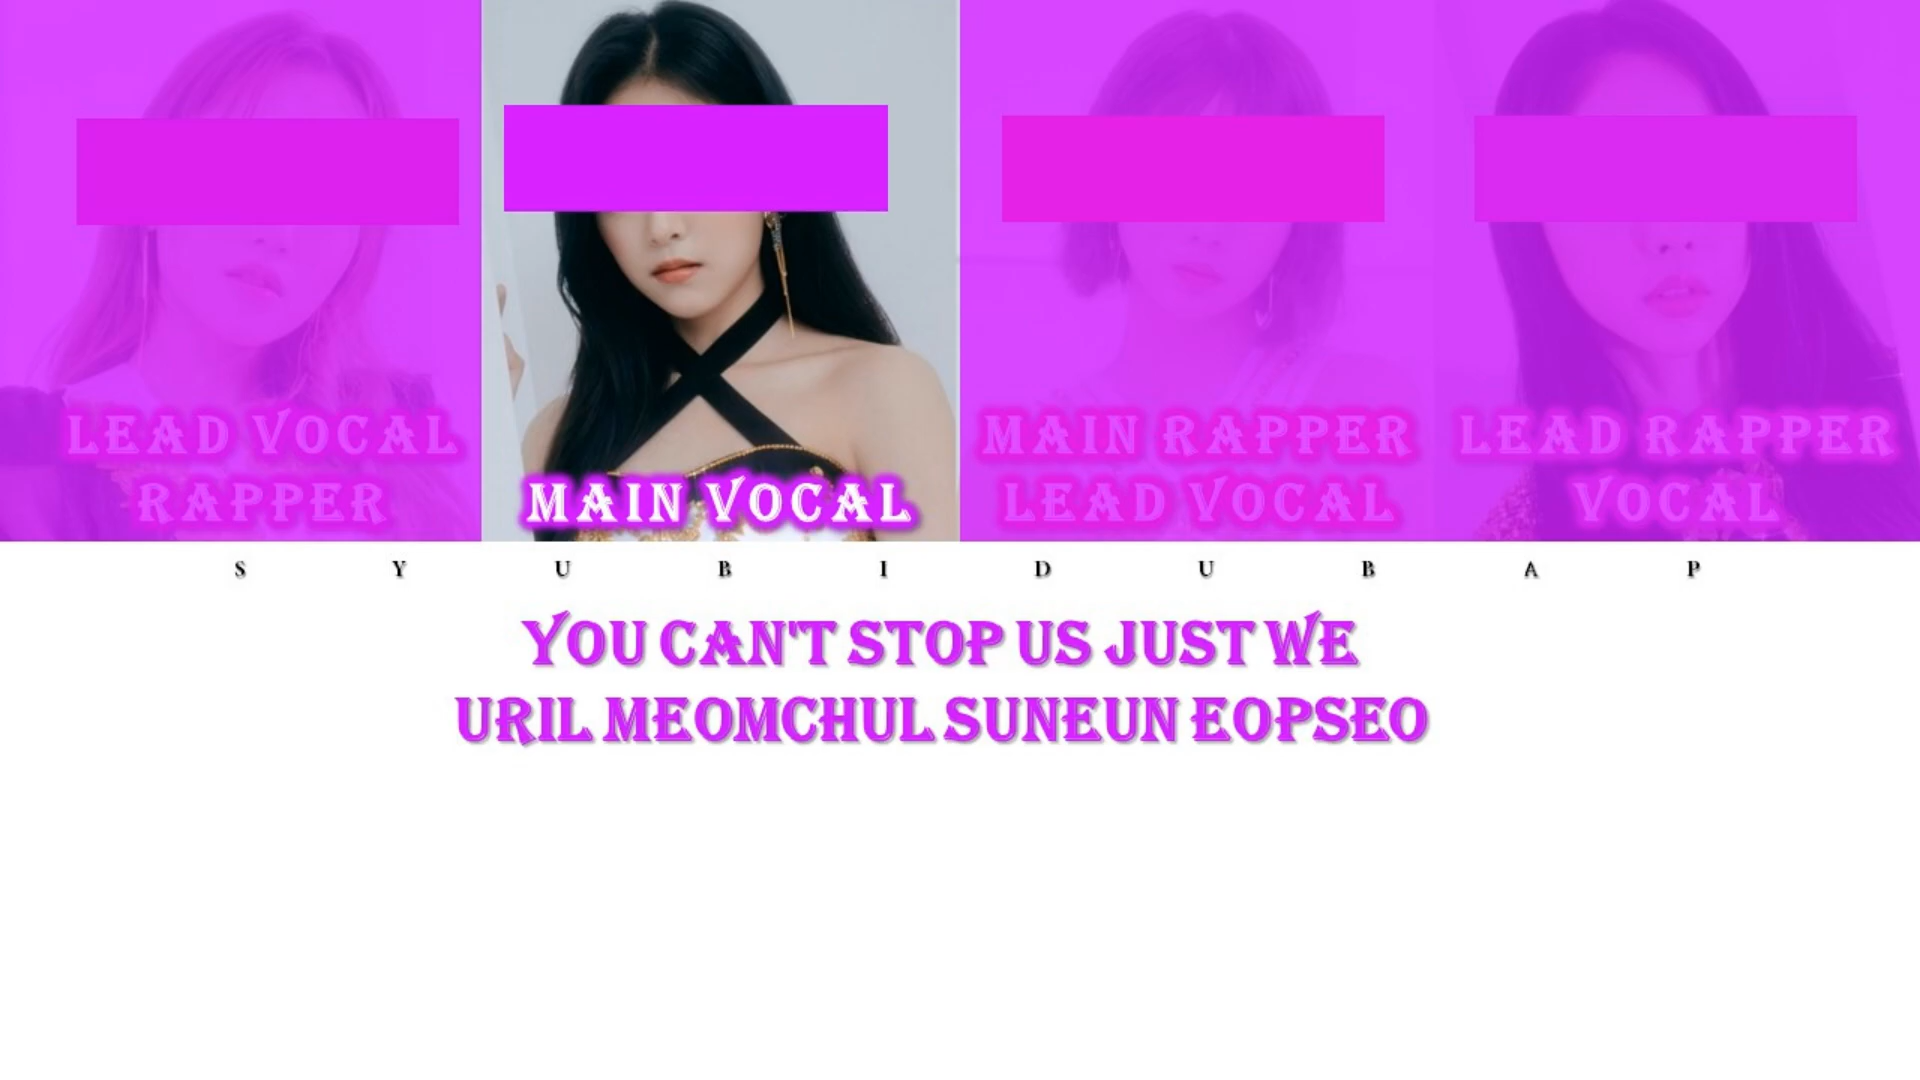 LEAD VOCAL
RAPPER
MAIN VOCAL
MAIN RAPPER
LEAD VOCAL
LEAD RAPPER
VOCAL
S Y U B I D U B A P
YOU CAN'T STOP US JUST WE
URIL MEOMCHUL SUNEUN EOPSEO